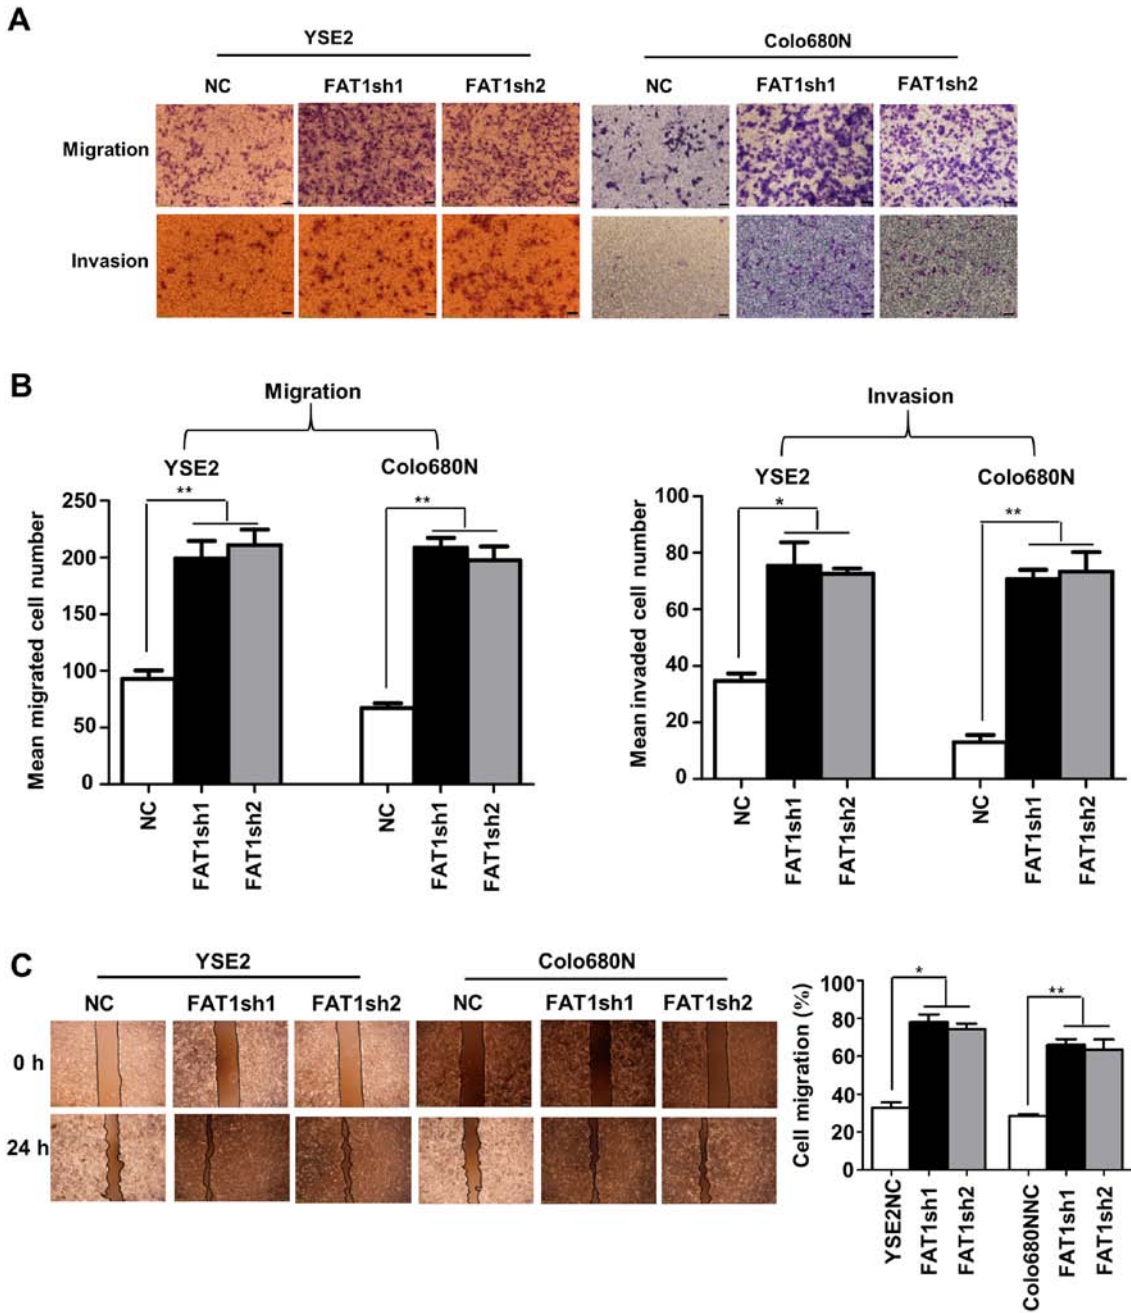 A
YSE2
Colo680N
NC
FAT1sh1
FAT1sh2
NC
FAT1sh1
FAT1sh2
Migration
Invasion
B
Migration
YSE2
Colo680N
**
**
Mean migrated cell number
250
200
150
100
50
0
NC
FAT1sh1
FAT1sh2
NC
FAT1sh1
FAT1sh2
Invasion
YSE2
Colo680N
*
**
Mean invaded cell number
100
80
60
40
20
0
NC
FAT1sh1
FAT1sh2
NC
FAT1sh1
FAT1sh2
C
YSE2
Colo680N
NC
FAT1sh1
FAT1sh2
NC
FAT1sh1
FAT1sh2
0 h
24 h
*
**
Cell migration (%)
100
80
60
40
20
0
YSE2NC
FAT1sh1
FAT1sh2
Colo680NNC
FAT1sh1
FAT1sh2